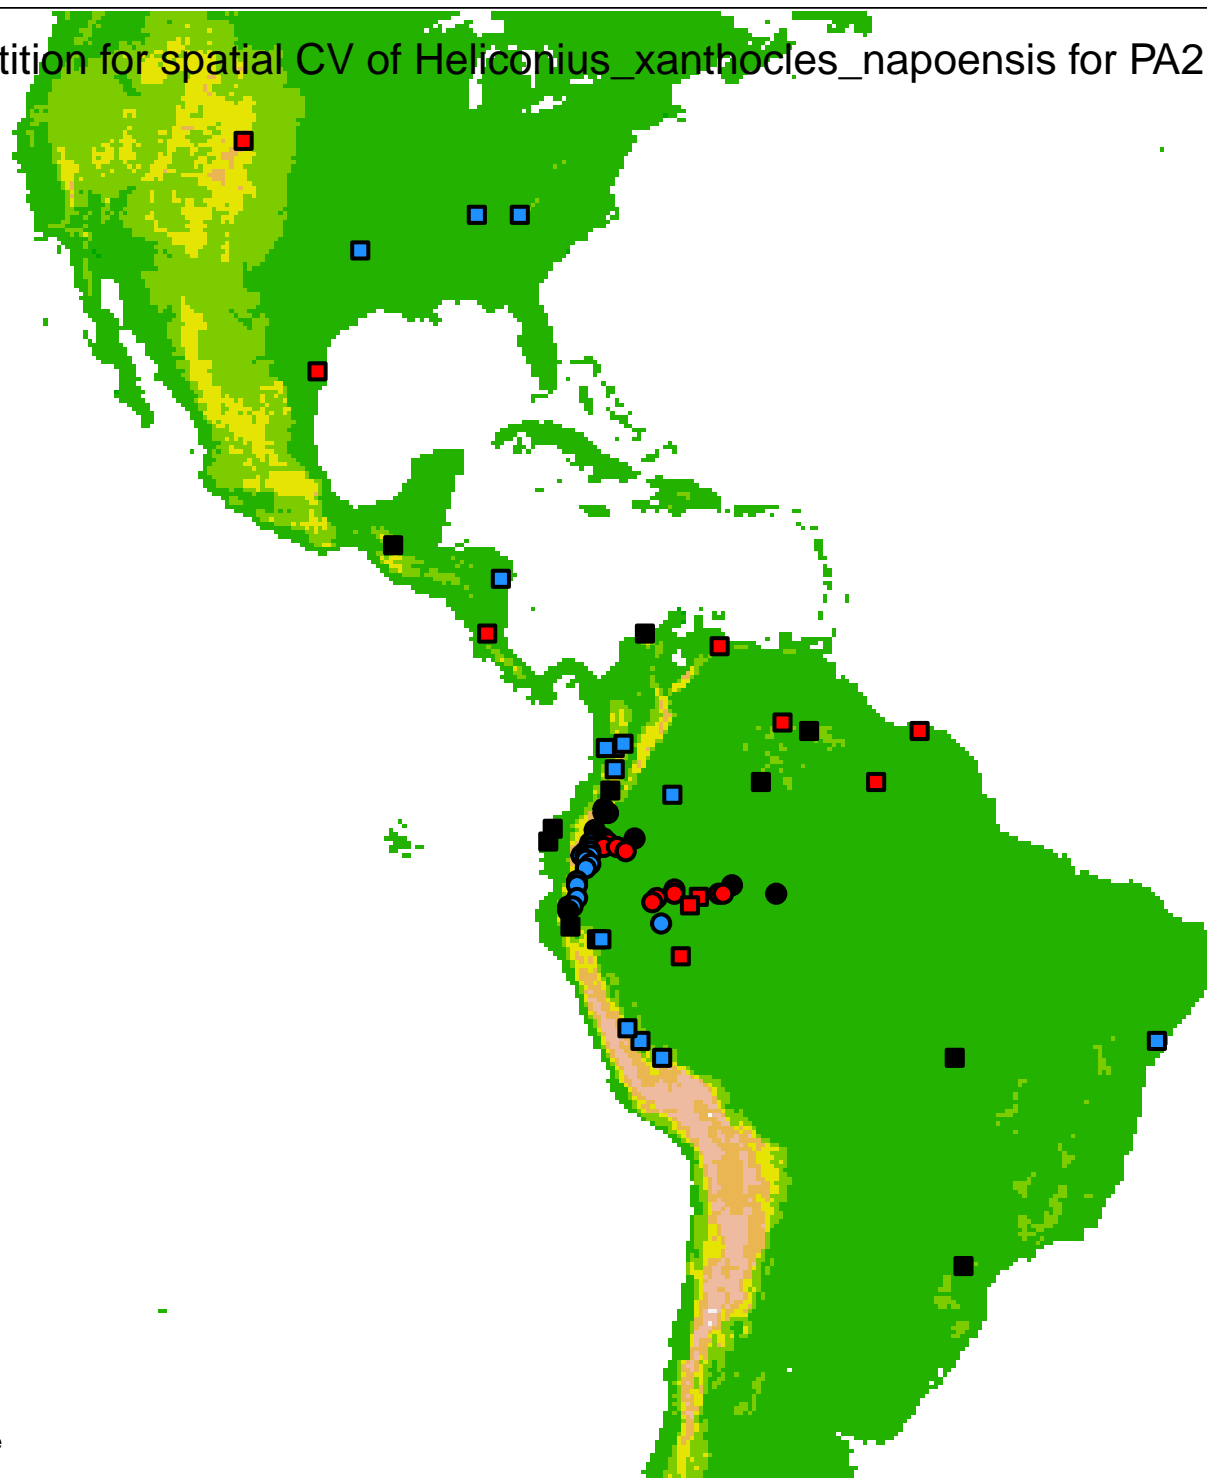 tition for spatial CV of Heliconius_xanthocles_napoensis for PA2